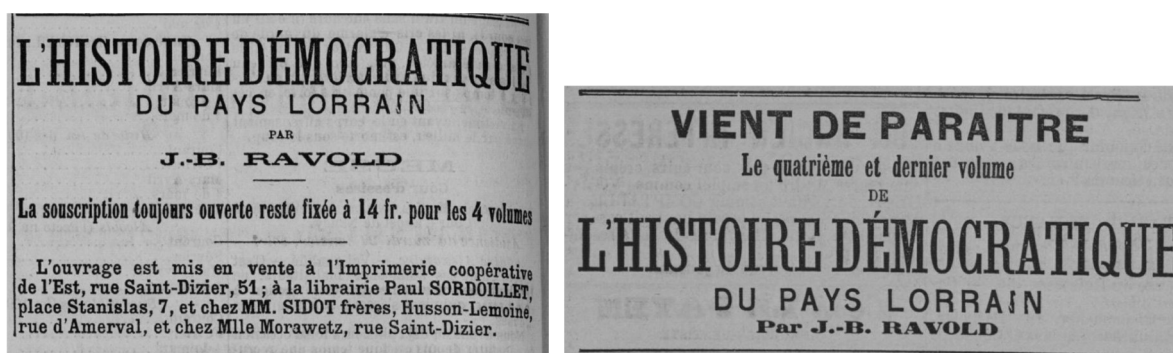 L'HISTOIRE DÉMOCRATIQUE
DU PAYS LORRAIN
PAR
J.-B. RAVOLD
La souscription toujours ouverte reste fixée à 14 fr. pour les 4 volumes
L'ouvrage est mis en vente à l'Imprimerie coopérative
de l'Est, rue Saint-Dizier, 51; à la librairie Paul SORDOILLET,
place Stanislas, 7, et chez MM. SIDOT frères, Husson-Lemoine,
rue d'Amerval, et chez Mlle Morawetz, rue Saint-Dizier.
VIENT DE PARAITRE
Le quatrième et dernier volume
DE
L'HISTOIRE DÉMOCRATIQUE
DU PAYS LORRAIN
Par J.-B. RAVOLD